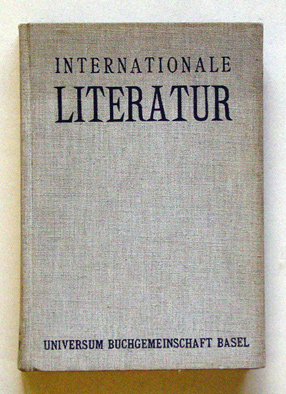 INTERNATIONALE
LITERATUR
UNIVERSUM BUCHGEMEINSCHAFT BASEL